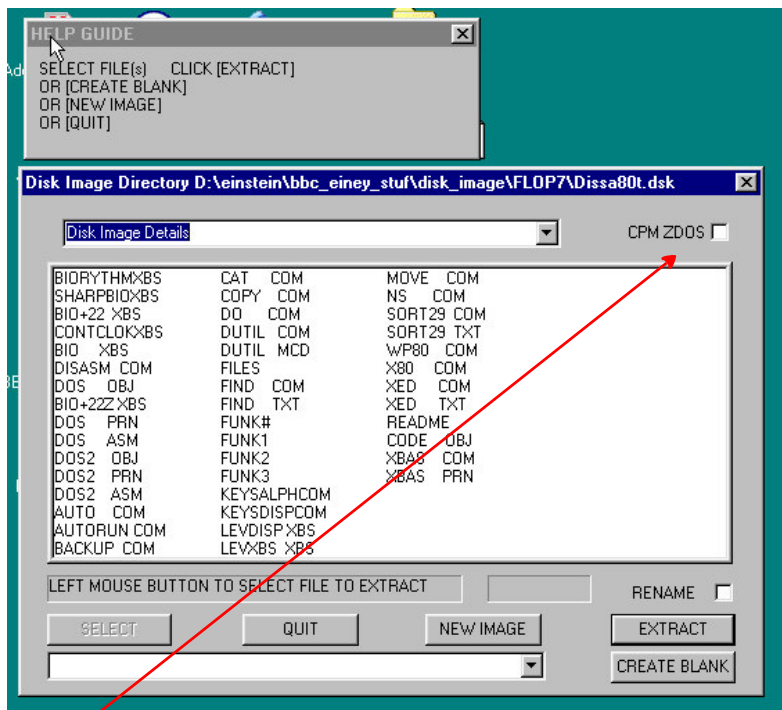 HELP GUIDE
SELECT FILE(s) CLICK [EXTRACT]
OR [CREATE BLANK]
OR [NEW IMAGE]
OR [QUIT]
Disk Image Directory D:\einstein\bbc_einey_stuf\disk_image\FLOP7\Dissa80t.dsk
Disk Image Details
CPM ZDOS
BIORYTHMXBS CAT COM MOVE COM
SHARPBIOXBS COPY COM NS COM
BIO+22 XBS DO COM SORT29 COM
CONTCLOKXBS DUTIL COM SORT29 TXT
BIO XBS DUTIL MCD WP80 COM
DISASM COM FILES X80 COM
DOS OBJ FIND COM XED COM
BIO+22Z XBS FIND TXT XED TXT
DOS PRN FUNK# README
DOS ASM FUNK1 CODE OBJ
DOS2 OBJ FUNK2 XBAS COM
DOS2 PRN FUNK3 XBAS PRN
DOS2 ASM KEYSALPHCOM
AUTO COM KEYSDISPCOM
AUTORUN COM LEVDISP XBS
BACKUP COM LEVXBS XBS
LEFT MOUSE BUTTON TO SELECT FILE TO EXTRACT
RENAME
SELECT QUIT NEW IMAGE EXTRACT
CREATE BLANK